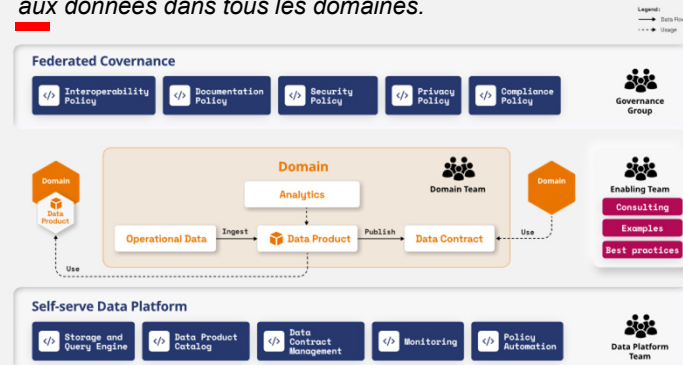 aux données dans tous les domaines.
Legend:
Data Flo
Usage
Federated Governance
Interoperability
Policy
Documentation
Policy
Security
Policy
Privacy
Policy
Compliance
Policy
Governance
Group
Domain
Data
Product
Domain
Analytics
Domain Team
Operational Data
Ingest
Data Product
Publish
Data Contract
Use
Domain
Use
Enabling Team
Consulting
Examples
Best practices
Self-serve Data Platform
Storage and
Query Engine
Data Product
Catalog
Data
Contract
Management
Monitoring
Policy
Automation
Data Platform
Team